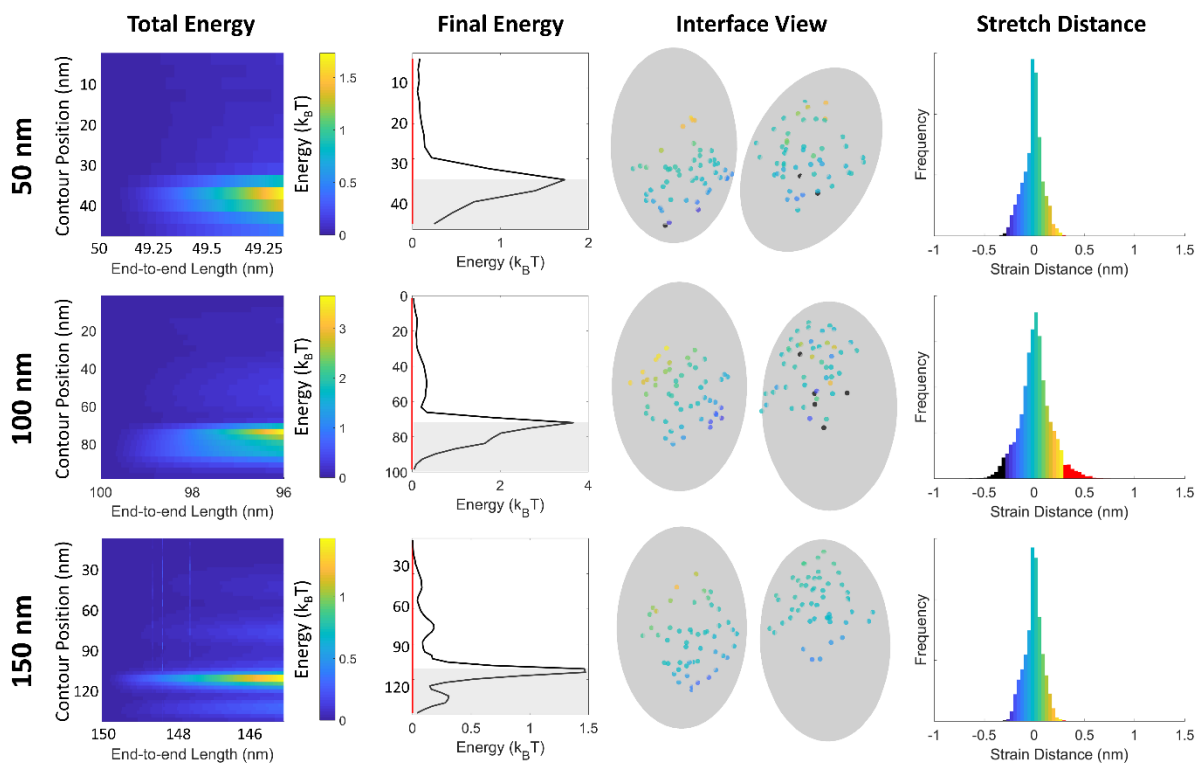 Total Energy Final Energy Interface View Stretch Distance
50 nm
Contour Position (nm)
10
20
30
40
50 49.25 49.5 49.25
End-to-end Length (nm)
Energy (kBT)
1.5
1
0.5
0
10
20
30
40
0 1 2
Energy (kBT)
Frequency
-1 -0.5 0 0.5 1 1.5
Strain Distance (nm)
100 nm
Contour Position (nm)
20
40
60
80
100 98 96
End-to-end Length (nm)
Energy (kBT)
3
2
1
0
0
20
40
60
80
100
0 2 4
Energy (kBT)
Frequency
-1 -0.5 0 0.5 1 1.5
Strain Distance (nm)
150 nm
Contour Position (nm)
30
60
90
120
150 148 146
End-to-end Length (nm)
Energy (kBT)
1
0.5
0
30
60
90
120
0 0.5 1 1.5
Energy (kBT)
Frequency
-1 -0.5 0 0.5 1 1.5
Strain Distance (nm)